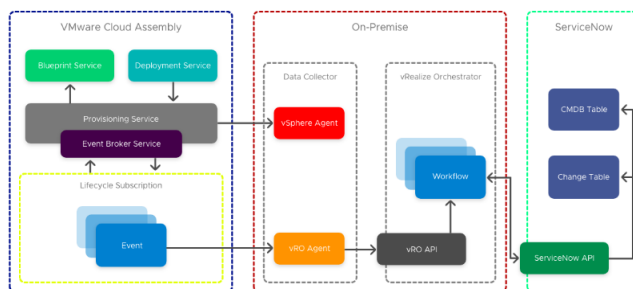 VMware Cloud Assembly
On-Premise
ServiceNow
Blueprint Service
Deployment Service
Data Collector
vRealize Orchestrator
CMDB Table
Provisioning Service
vSphere Agent
Event Broker Service
Workflow
Change Table
Lifecycle Subscription
Event
vRO Agent
vRO API
ServiceNow API